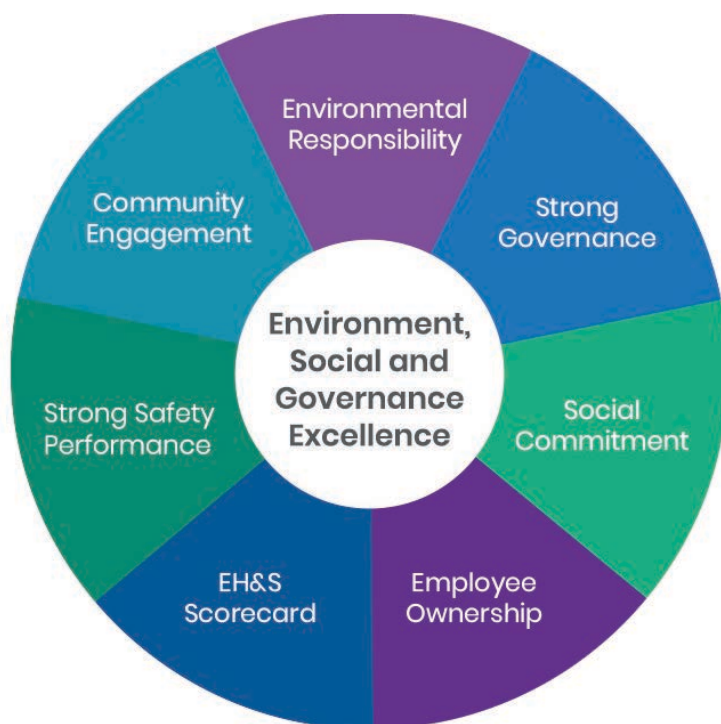 Environmental
Responsibility
Strong
Governance
Social
Commitment
Employee
Ownership
EH&S
Scorecard
Strong Safety
Performance
Community
Engagement
Environment,
Social and
Governance
Excellence